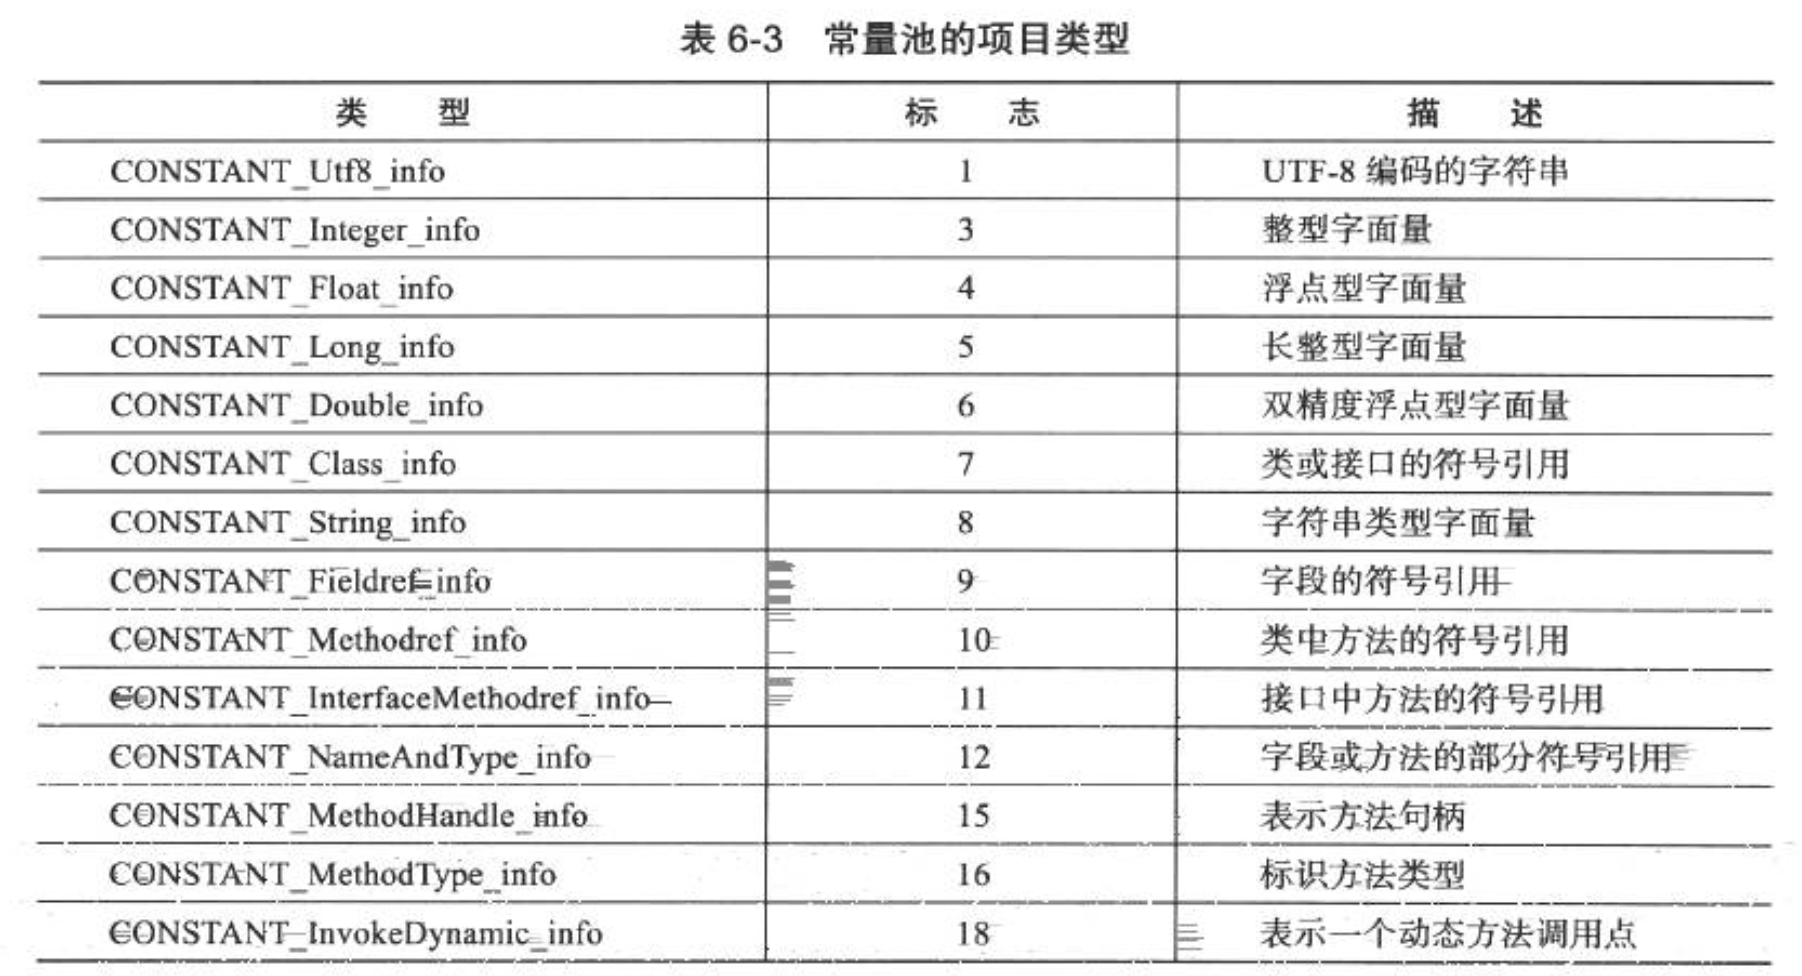 表 6-3 常量池的项目类型
类 型 标 志 描 述
CONSTANT_Utf8_info 1 UTF-8 编码的字符串
CONSTANT_Integer_info 3 整型字面量
CONSTANT_Float_info 4 浮点型字面量
CONSTANT_Long_info 5 长整型字面量
CONSTANT_Double_info 6 双精度浮点型字面量
CONSTANT_Class_info 7 类或接口的符号引用
CONSTANT_String_info 8 字符串类型字面量
CONSTANT_Fieldref_info 9 字段的符号引用
CONSTANT_Methodref_info 10 类中方法的符号引用
CONSTANT_InterfaceMethodref_info 11 接口中方法的符号引用
CONSTANT_NameAndType_info 12 字段或方法的部分符号引用
CONSTANT_MethodHandle_info 15 表示方法句柄
CONSTANT_MethodType_info 16 标识方法类型
CONSTANT_InvokeDynamic_info 18 表示一个动态方法调用点